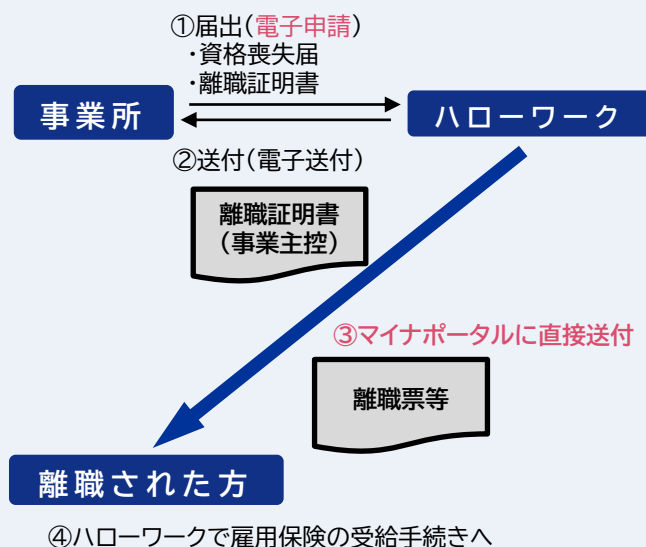 ①届出(電子申請)
・資格喪失届
・離職証明書
事業所
ハローワーク
②送付(電子送付)
離職証明書
(事業主控)
③マイナポータルに直接送付
離職票等
離職された方
④ハローワークで雇用保険の受給手続きへ